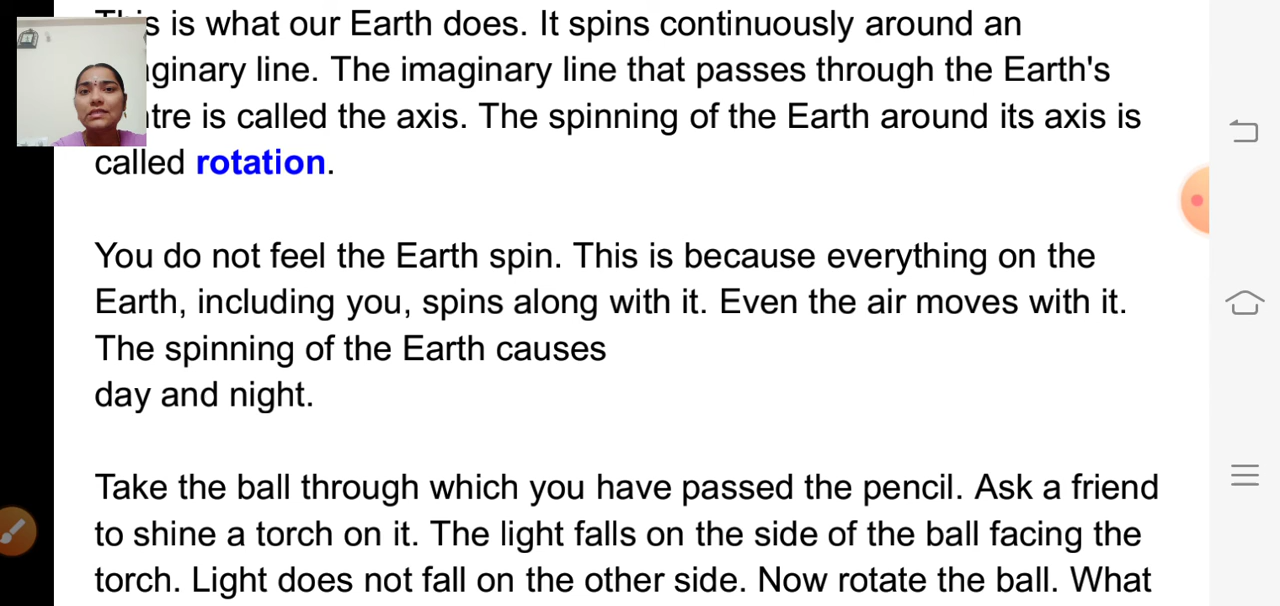 This is what our Earth does. It spins continuously around an
imaginary line. The imaginary line that passes through the Earth's
centre is called the axis. The spinning of the Earth around its axis is
called rotation.
You do not feel the Earth spin. This is because everything on the
Earth, including you, spins along with it. Even the air moves with it.
The spinning of the Earth causes
day and night.
Take the ball through which you have passed the pencil. Ask a friend
to shine a torch on it. The light falls on the side of the ball facing the
torch. Light does not fall on the other side. Now rotate the ball. What